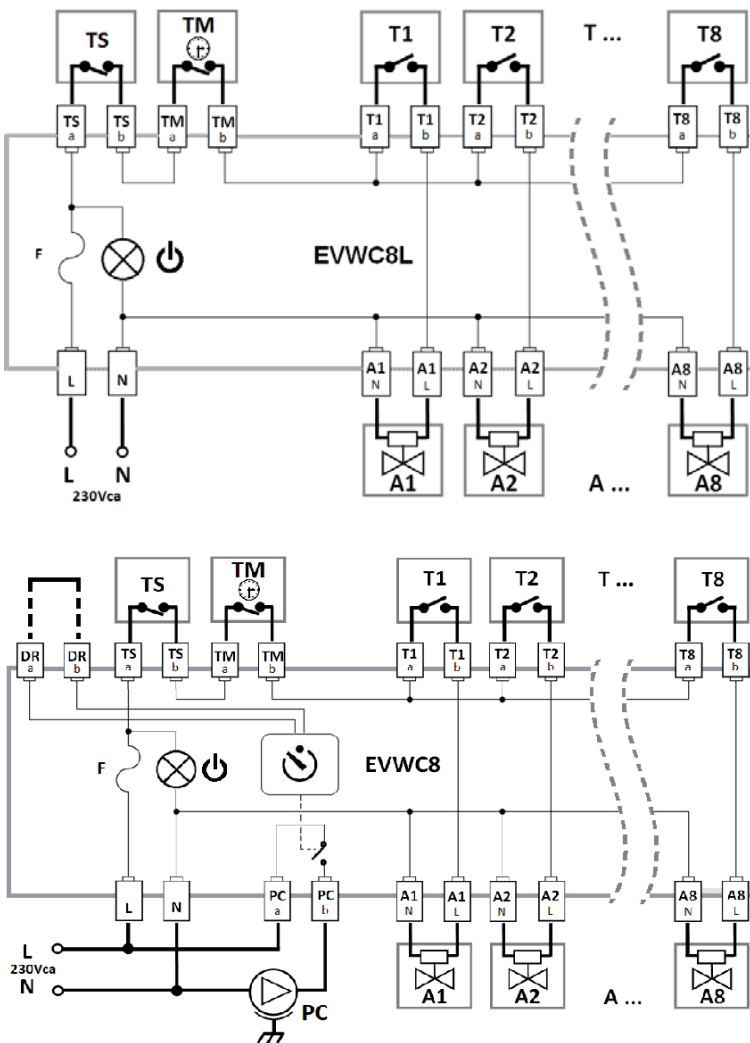 TS TM T1 T2 T ... T8
TS a TS b TM a TM b T1 a T1 b T2 a T2 b T8 a T8 b
F EVWC8L
L N A1 N A1 L A2 N A2 L A8 N A8 L
L N
230Vca
A1 A2 A ... A8
TS TM T1 T2 T ... T8
DR a DR b TS a TS b TM a TM b T1 a T1 b T2 a T2 b T8 a T8 b
F EVWC8
L N PC a PC b A1 N A1 L A2 N A2 L A8 N A8 L
L
230Vca
N
PC A1 A2 A ... A8